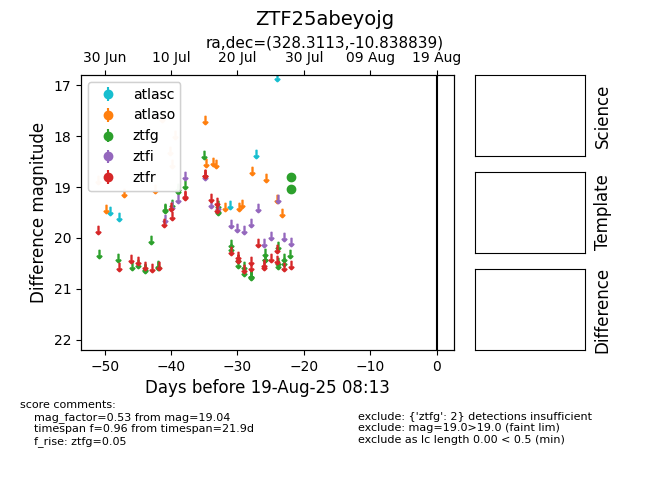 ZTF25abeyojg
ra,dec=(328.3113,-10.838839)
30 Jun 10 Jul 20 Jul 30 Jul 09 Aug 19 Aug
17
18
19
20
21
22
Difference magnitude
atlasc
atlaso
ztfg
ztfi
ztfr
−50 −40 −30 −20 −10 0
Days before 19-Aug-25 08:13
Science
Template
Difference
score comments:
mag_factor=0.53 from mag=19.04
timespan f=0.96 from timespan=21.9d
f_rise: ztfg=0.05
exclude: {'ztfg': 2} detections insufficient
exclude: mag=19.0>19.0 (faint lim)
exclude as lc length 0.00 < 0.5 (min)